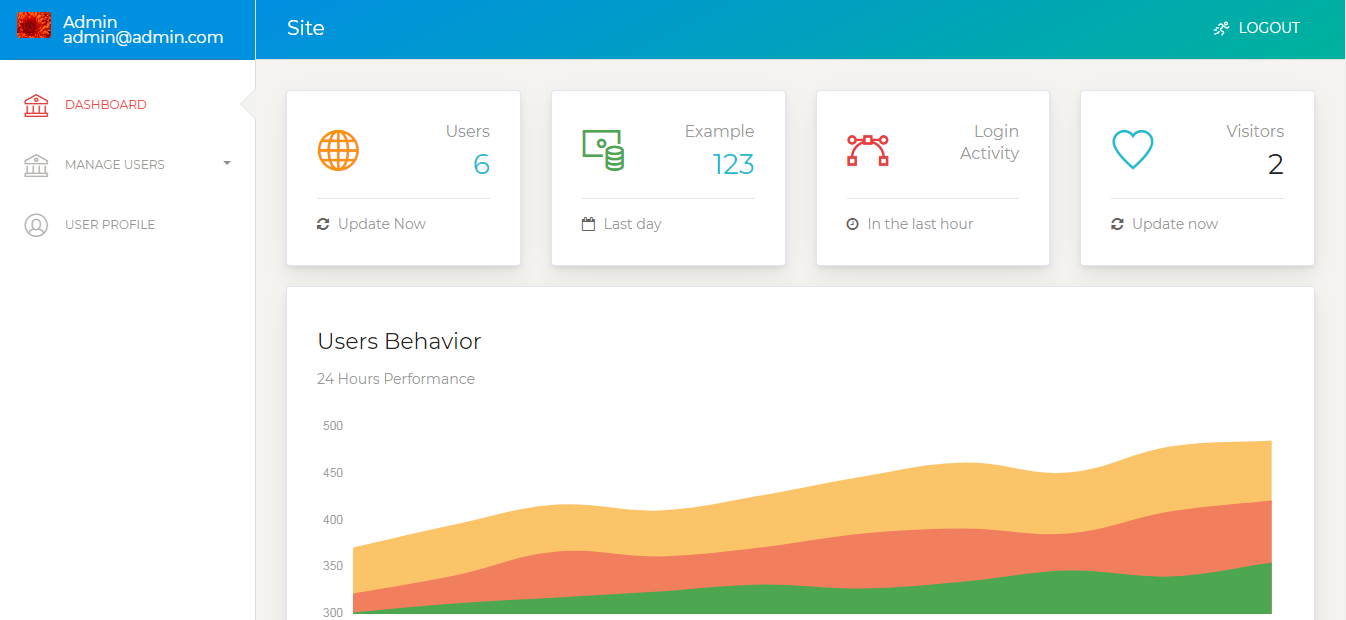 Admin
admin@admin.com
Site
LOGOUT
DASHBOARD
MANAGE USERS
USER PROFILE
Users
6
Update Now
Example
123
Last day
Login
Activity
In the last hour
Visitors
2
Update now
Users Behavior
24 Hours Performance
500
450
400
350
300